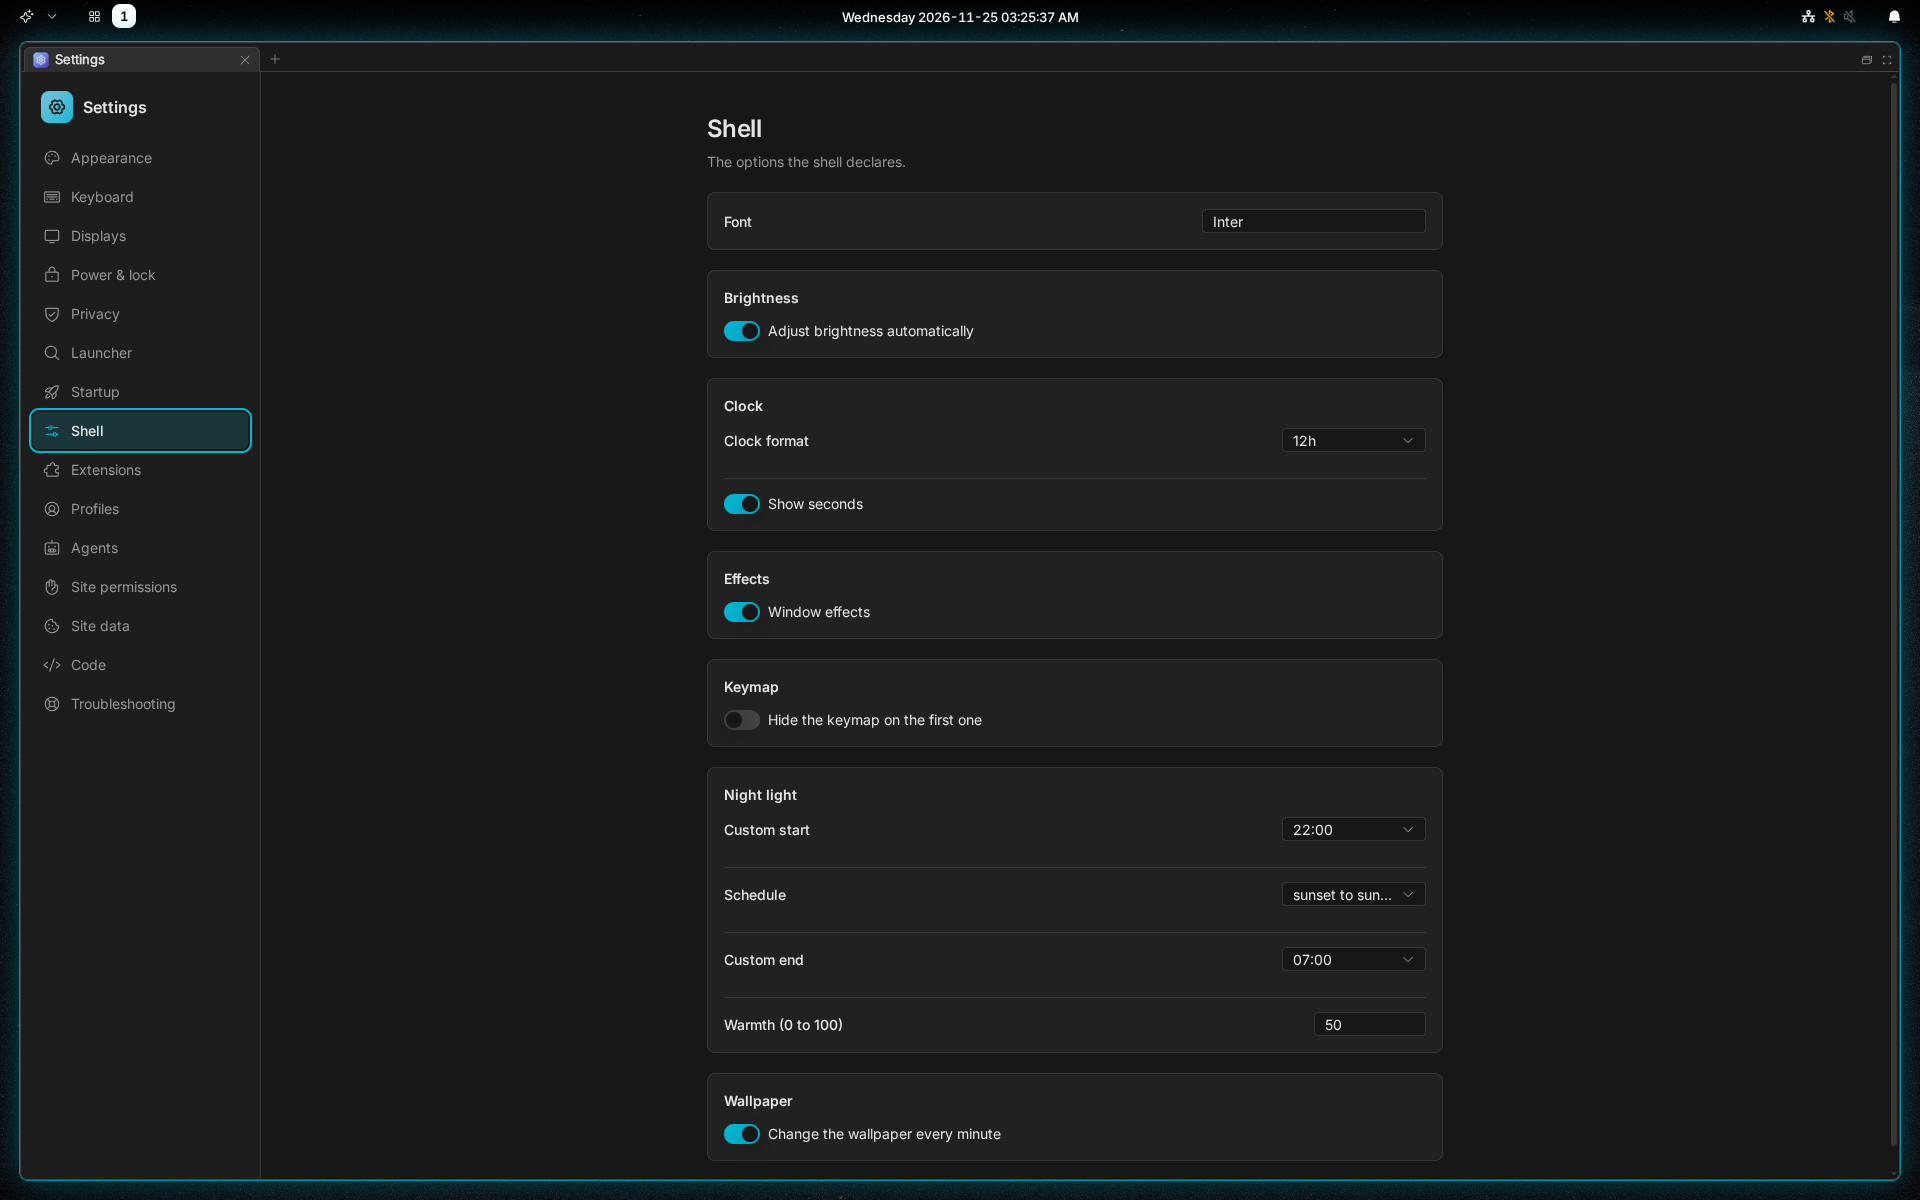 1
Wednesday 2026-11-25 03:25:37 AM
Settings
Settings
Appearance
Keyboard
Displays
Power & lock
Privacy
Launcher
Startup
Shell
Extensions
Profiles
Agents
Site permissions
Site data
Code
Troubleshooting
Shell
The options the shell declares.
Font
Inter
Brightness
Adjust brightness automatically
Clock
Clock format
12h
Show seconds
Effects
Window effects
Keymap
Hide the keymap on the first one
Night light
Custom start
22:00
Schedule
sunset to sun...
Custom end
07:00
Warmth (0 to 100)
50
Wallpaper
Change the wallpaper every minute